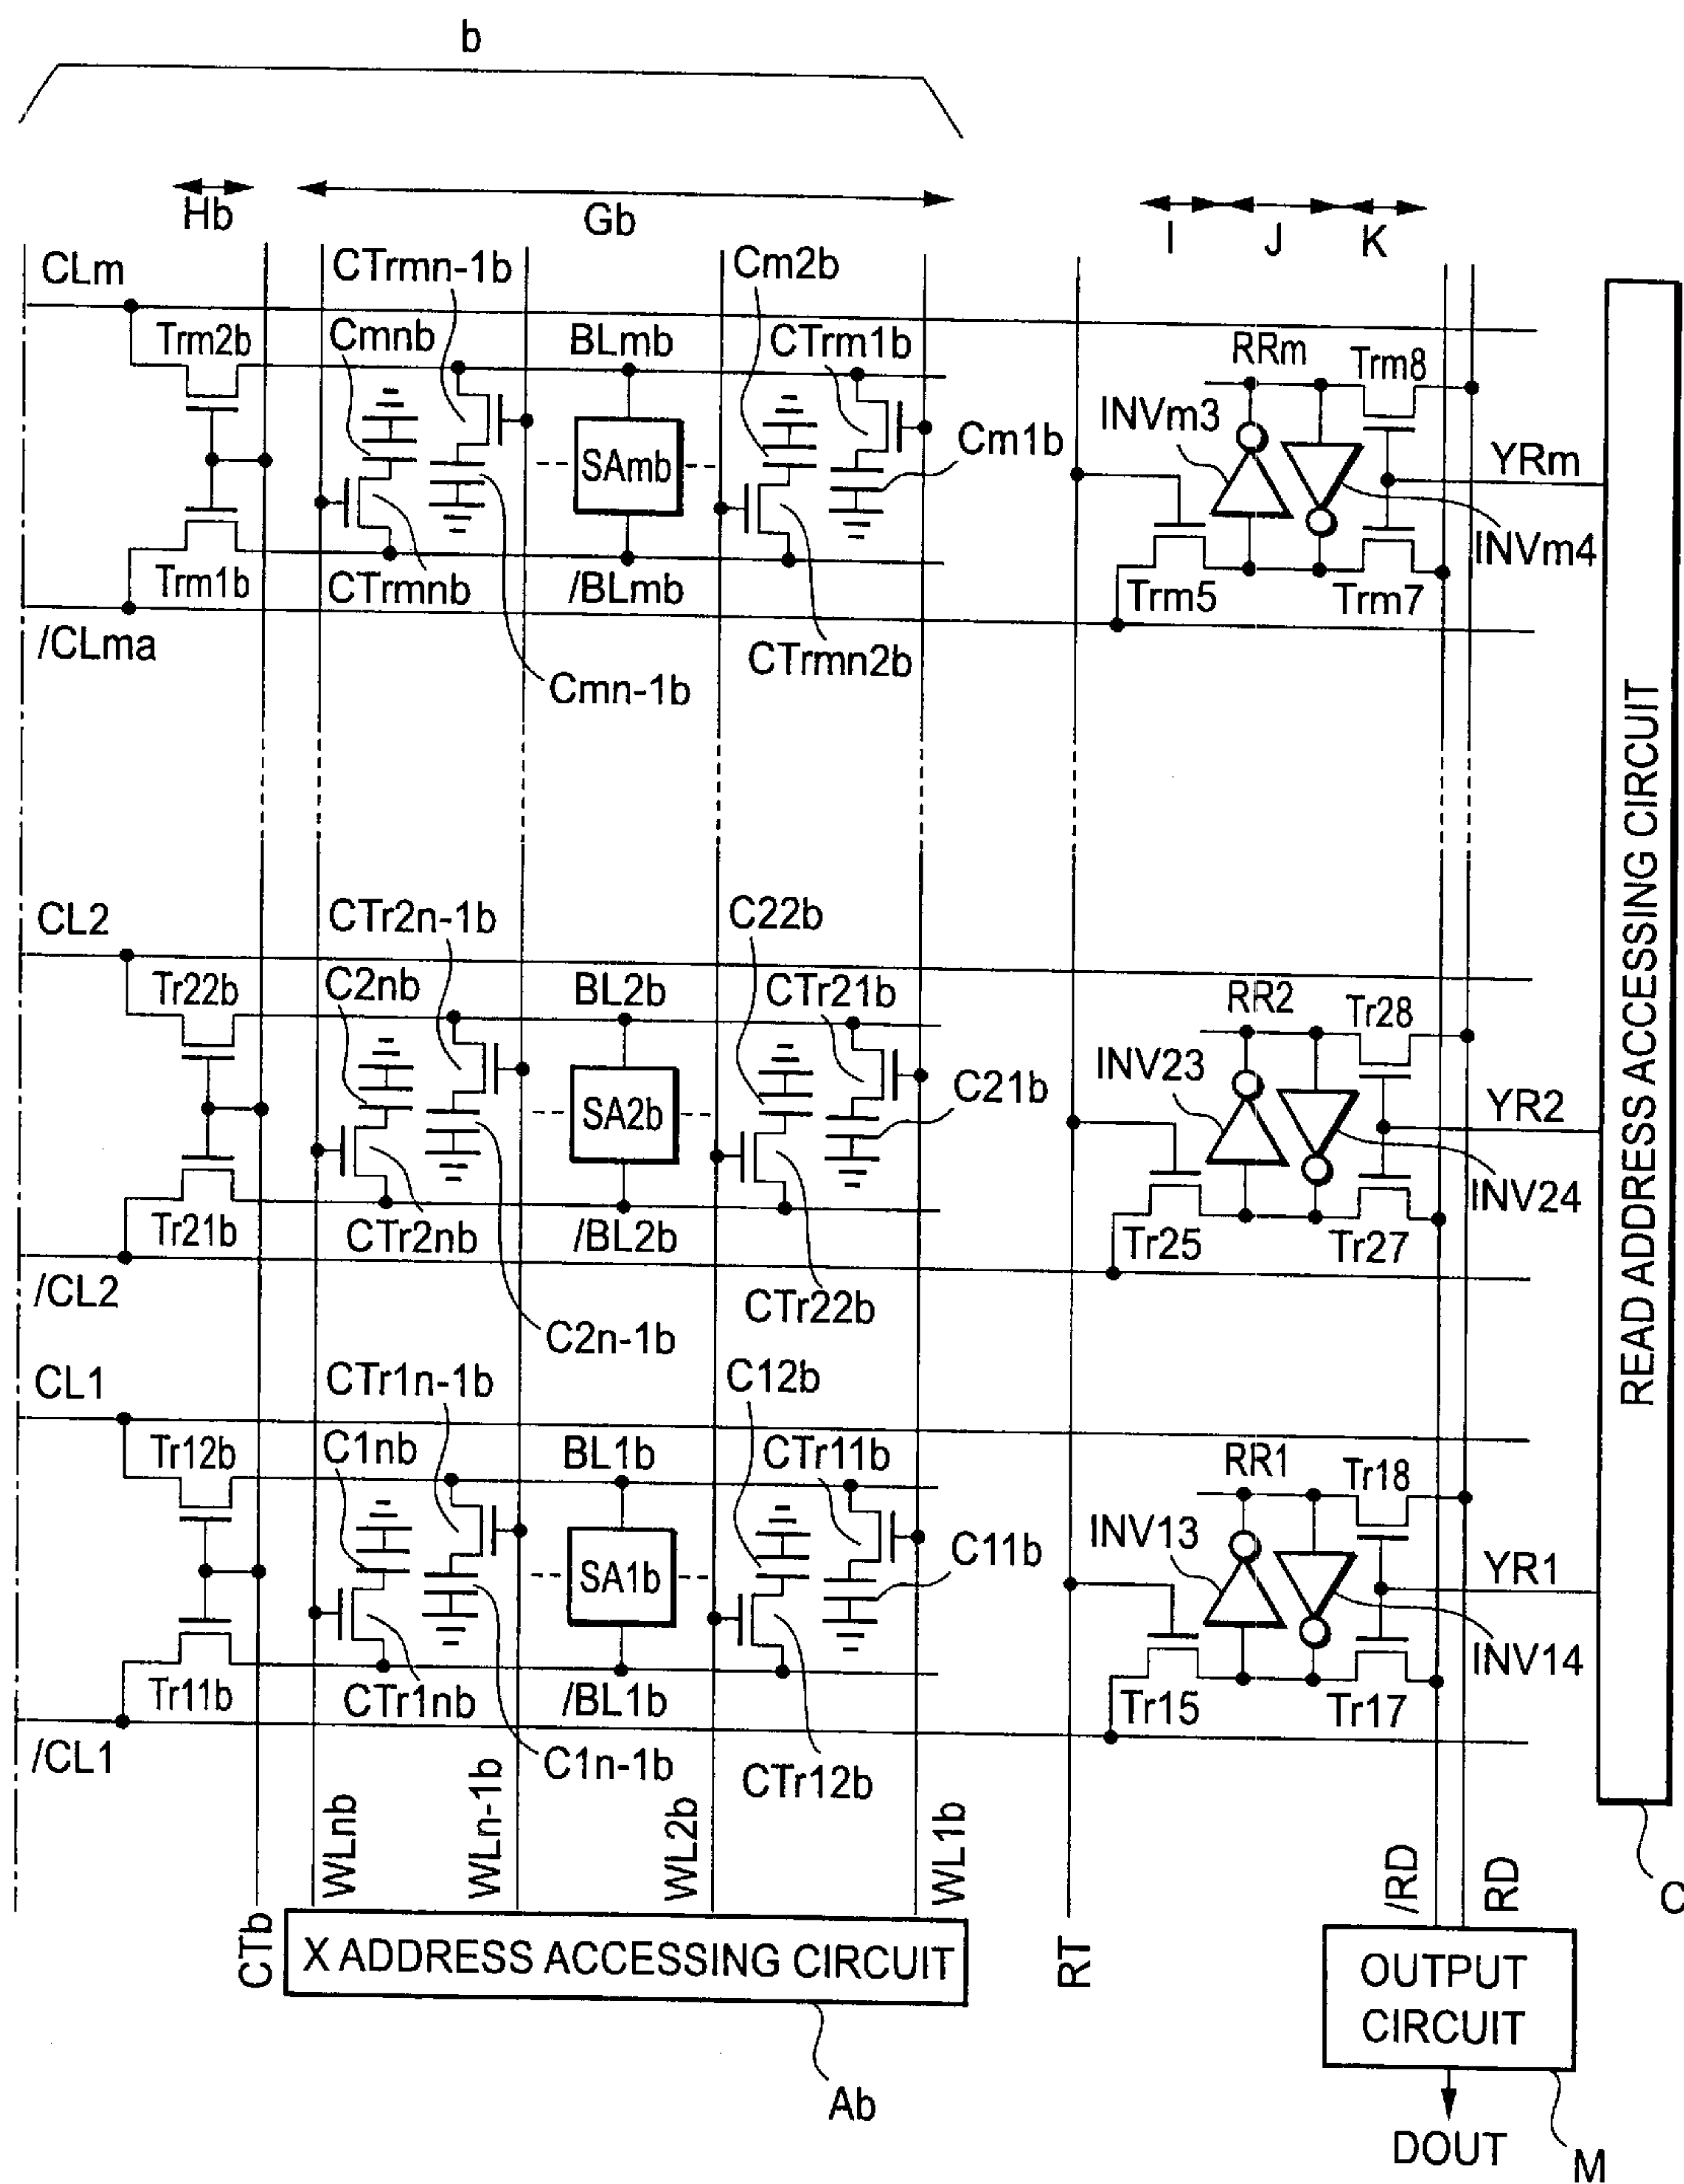 b
Hb
Gb
I
J
K
CLm
CTrmn-1b
Cm2b
Trm2b
Cmnb
BLmb
CTrm1b
RRm
Trm8
INVm3
Cm1b
YRm
SAmb
INVm4
Trm1b
CTrmnb
/BLmb
Trm5
Trm7
/CLma
CTrmn2b
Cmn-1b
READ ADDRESS ACCESSING CIRCUIT
CL2
CTr2n-1b
C22b
Tr22b
C2nb
BL2b
CTr21b
RR2
Tr28
INV23
C21b
YR2
SA2b
INV24
Tr21b
CTr2nb
/BL2b
Tr25
Tr27
/CL2
CTr22b
C2n-1b
CL1
CTr1n-1b
C12b
Tr12b
C1nb
BL1b
CTr11b
RR1
Tr18
INV13
C11b
YR1
SA1b
INV14
Tr11b
CTr1nb
/BL1b
Tr15
Tr17
/CL1
C1n-1b
CTr12b
CTb
WLnb
WLn-1b
WL2b
WL1b
RT
/RD
RD
C
X ADDRESS ACCESSING CIRCUIT
OUTPUT
CIRCUIT
Ab
DOUT
M